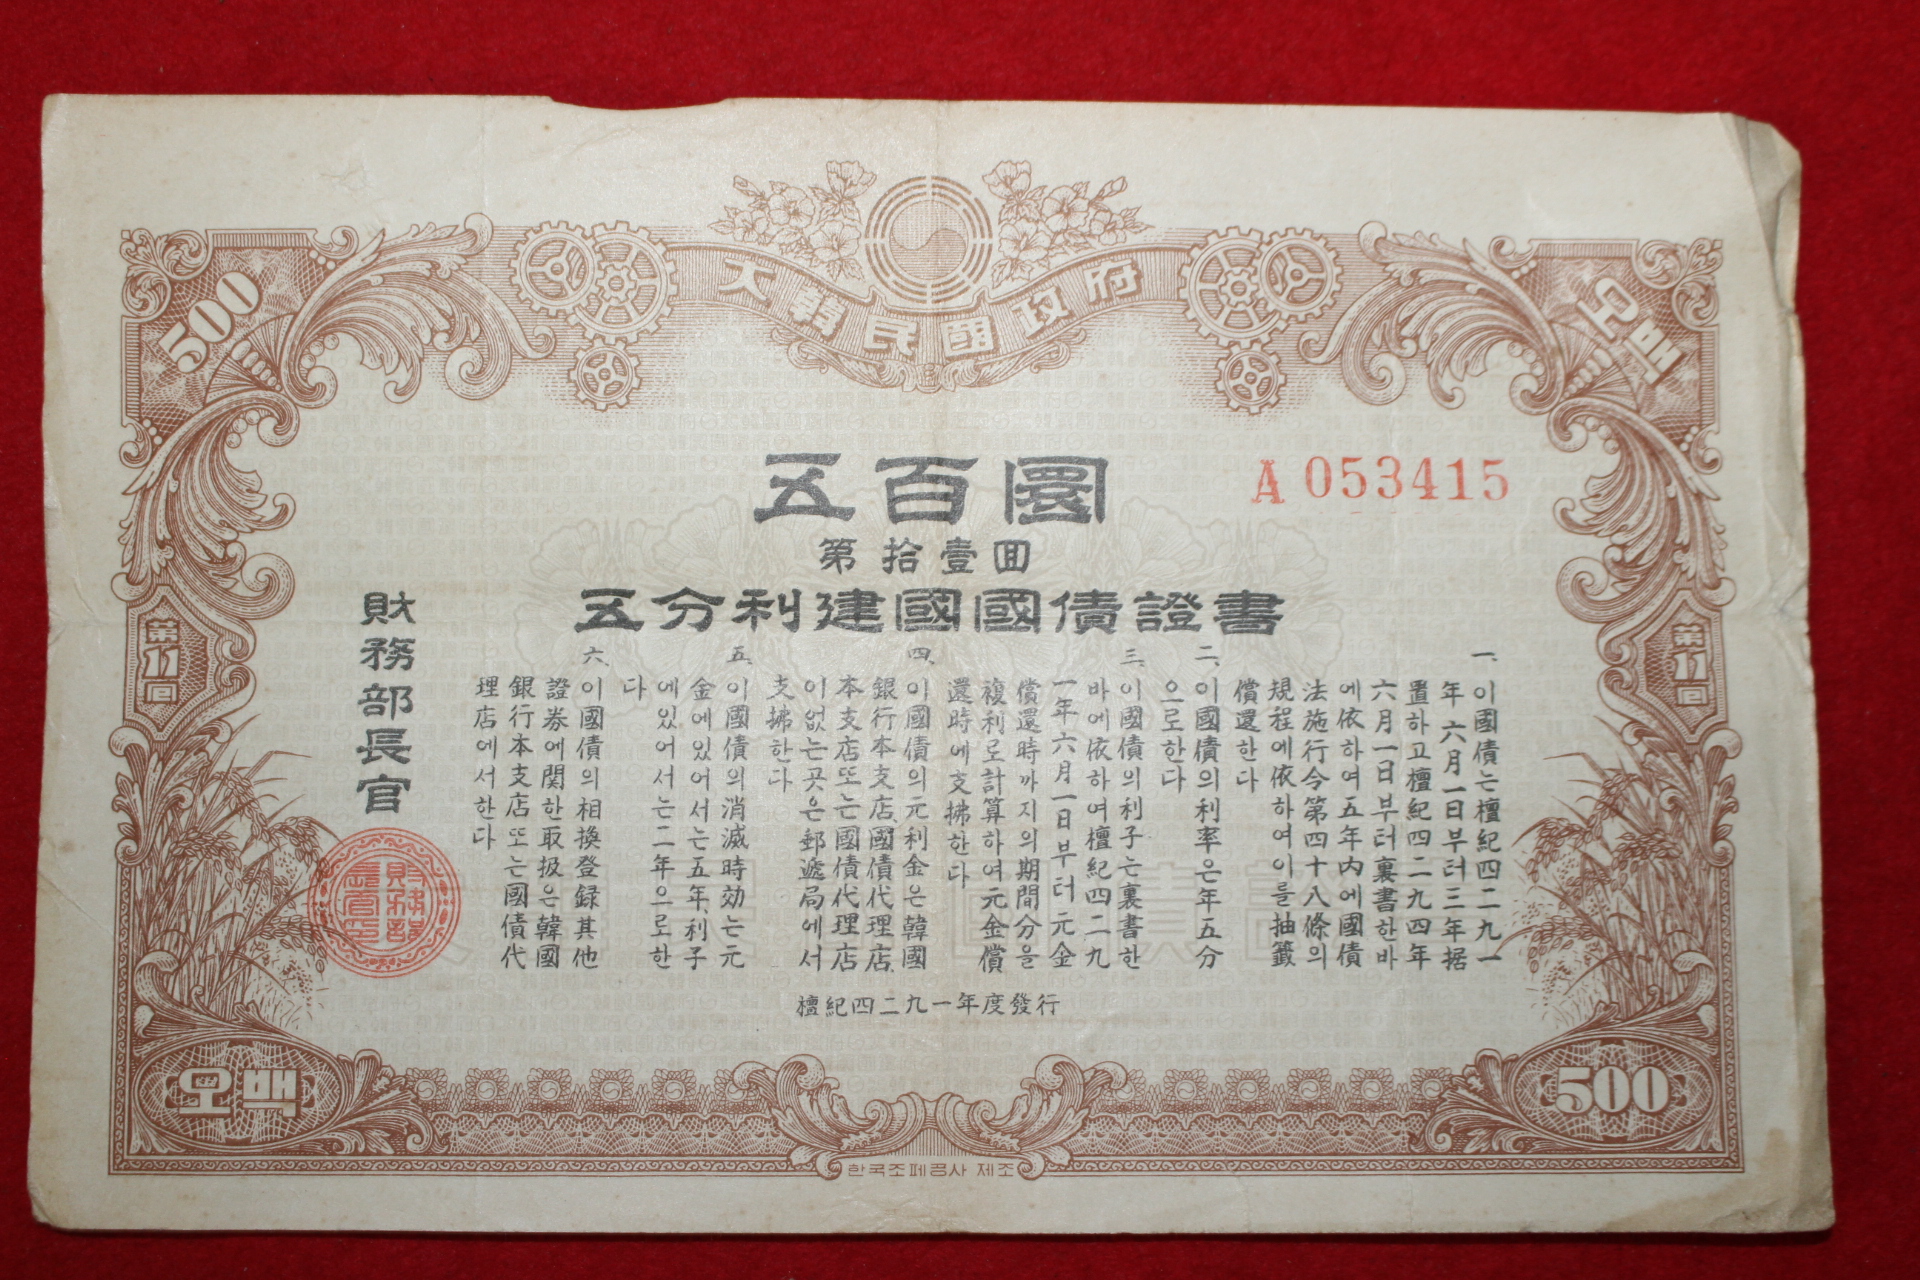 大韓民國政府
500
오백
A 053415
五百圜
第拾壹回
五分利建國國債證書
第11回
第11回
一、이國債는檀紀四二九一
年六月一日부터三年据
置하고檀紀四二九四年
六月一日부터裏書한바
에依하여五年內에國債
法施行令第四十八條의
規程에依하여이를抽籤
償還한다
二、이國債의利率은年五分
으로한다
三、이國債의利子는裏書한
바에依하여檀紀四二九
一年六月一日부터元金
償還時까지의期間分을
複利로計算하여元金償
還時에支拂한다
四、이國債의元利金은韓國
銀行本支店國債代理店
本支店또는國債代理店
이없는곳은郵遞局에서
支拂한다
五、이國債의消滅時効는元
金에있어서는五年、利子
에있어서는二年으로한
다
六、이國債의相換登録其他
證券에関한取扱은韓國
銀行本支店또는國債代
理店에서한다
財務部長官
財務部長官印
檀紀四二九一年度發行
오백
500
한국조폐공사 제조